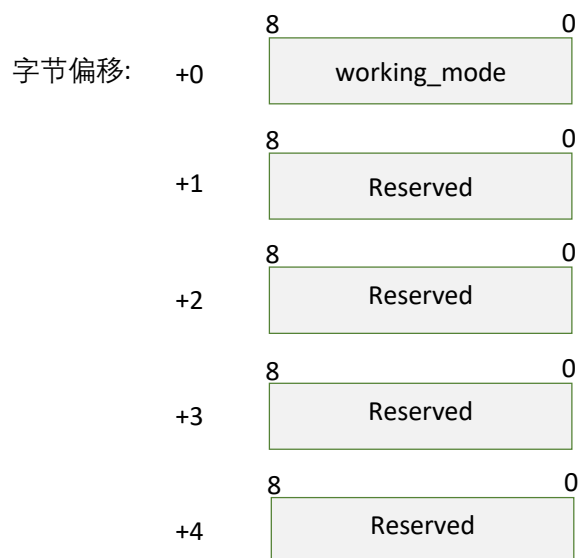 8 0
字节偏移: +0 working_mode
8 0
+1 Reserved
8 0
+2 Reserved
8 0
+3 Reserved
8 0
+4 Reserved